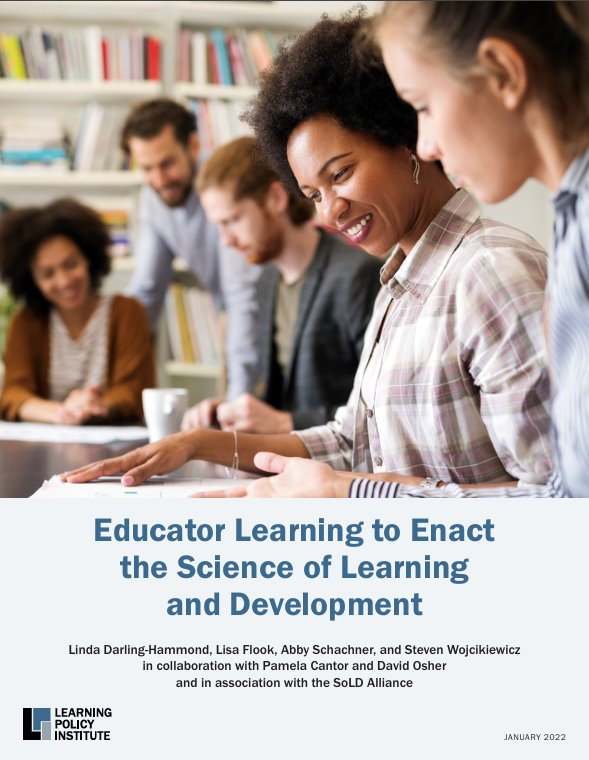 Educator Learning to Enact
the Science of Learning
and Development
Linda Darling-Hammond, Lisa Flook, Abby Schachner, and Steven Wojcikiewicz
in collaboration with Pamela Cantor and David Osher
and in association with the SoLD Alliance
LEARNING
POLICY
INSTITUTE
JANUARY 2022